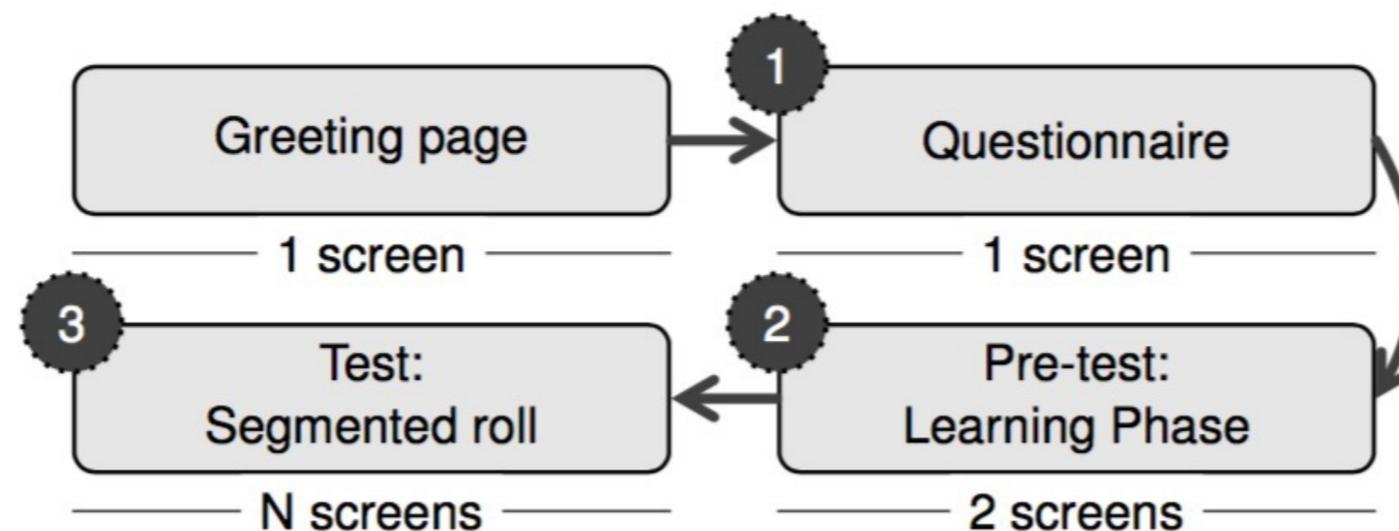 Greeting page
1 screen
1
Questionnaire
1 screen
2
Pre-test:
Learning Phase
2 screens
3
Test:
Segmented roll
N screens